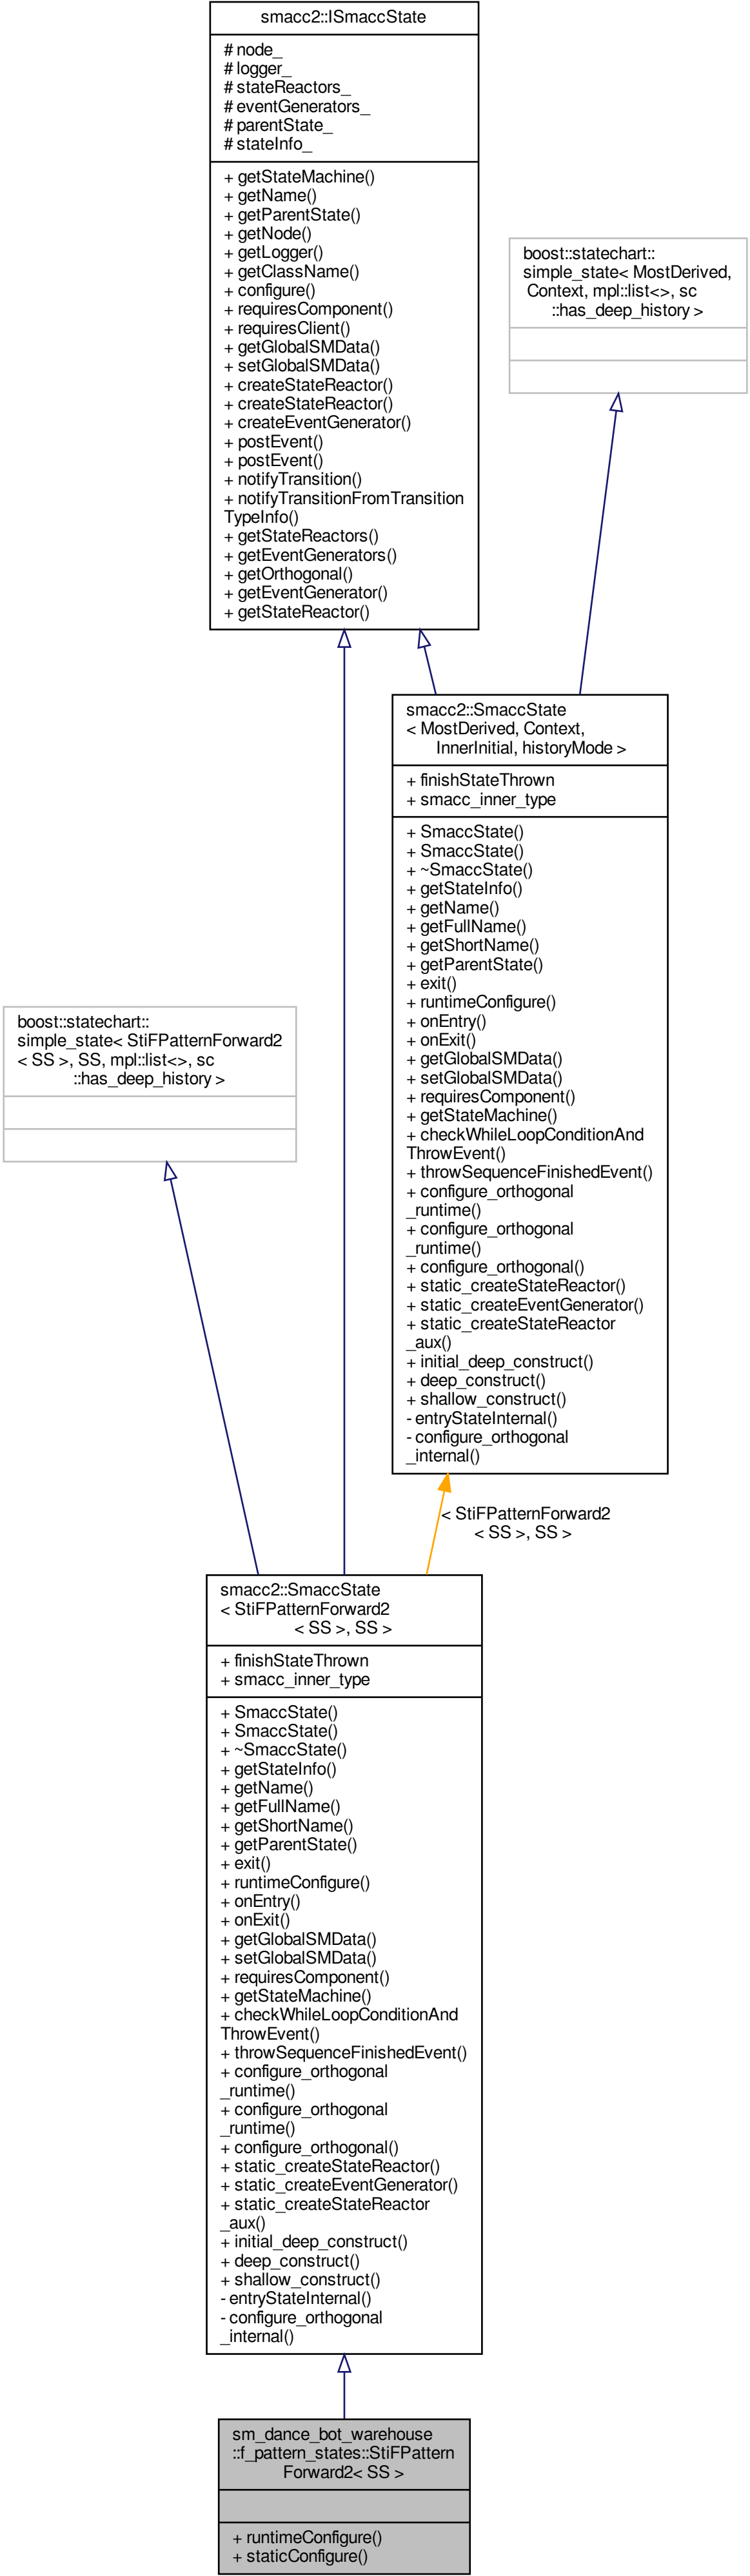 smacc2::ISmaccState
# node_
# logger_
# stateReactors_
# eventGenerators_
# parentState_
# stateInfo_
+ getStateMachine()
+ getName()
+ getParentState()
+ getNode()
+ getLogger()
+ getClassName()
+ configure()
+ requiresComponent()
+ requiresClient()
+ getGlobalSMData()
+ setGlobalSMData()
+ createStateReactor()
+ createStateReactor()
+ createEventGenerator()
+ postEvent()
+ postEvent()
+ notifyTransition()
+ notifyTransitionFromTransition
TypeInfo()
+ getStateReactors()
+ getEventGenerators()
+ getOrthogonal()
+ getEventGenerator()
+ getStateReactor()
boost::statechart::
simple_state< MostDerived,
Context, mpl::list<>, sc
::has_deep_history >
smacc2::SmaccState
< MostDerived, Context,
InnerInitial, historyMode >
+ finishStateThrown
+ smacc_inner_type
+ SmaccState()
+ SmaccState()
+ ~SmaccState()
+ getStateInfo()
+ getName()
+ getFullName()
+ getShortName()
+ getParentState()
+ exit()
+ runtimeConfigure()
+ onEntry()
+ onExit()
+ getGlobalSMData()
+ setGlobalSMData()
+ requiresComponent()
+ getStateMachine()
+ checkWhileLoopConditionAnd
ThrowEvent()
+ throwSequenceFinishedEvent()
+ configure_orthogonal
_runtime()
+ configure_orthogonal
_runtime()
+ configure_orthogonal()
+ static_createStateReactor()
+ static_createEventGenerator()
+ static_createStateReactor
_aux()
+ initial_deep_construct()
+ deep_construct()
+ shallow_construct()
- entryStateInternal()
- configure_orthogonal
_internal()
boost::statechart::
simple_state< StiFPatternForward2
< SS >, SS, mpl::list<>, sc
::has_deep_history >
< StiFPatternForward2
< SS >, SS >
smacc2::SmaccState
< StiFPatternForward2
< SS >, SS >
+ finishStateThrown
+ smacc_inner_type
+ SmaccState()
+ SmaccState()
+ ~SmaccState()
+ getStateInfo()
+ getName()
+ getFullName()
+ getShortName()
+ getParentState()
+ exit()
+ runtimeConfigure()
+ onEntry()
+ onExit()
+ getGlobalSMData()
+ setGlobalSMData()
+ requiresComponent()
+ getStateMachine()
+ checkWhileLoopConditionAnd
ThrowEvent()
+ throwSequenceFinishedEvent()
+ configure_orthogonal
_runtime()
+ configure_orthogonal
_runtime()
+ configure_orthogonal()
+ static_createStateReactor()
+ static_createEventGenerator()
+ static_createStateReactor
_aux()
+ initial_deep_construct()
+ deep_construct()
+ shallow_construct()
- entryStateInternal()
- configure_orthogonal
_internal()
sm_dance_bot_warehouse
::f_pattern_states::StiFPattern
Forward2< SS >
+ runtimeConfigure()
+ staticConfigure()